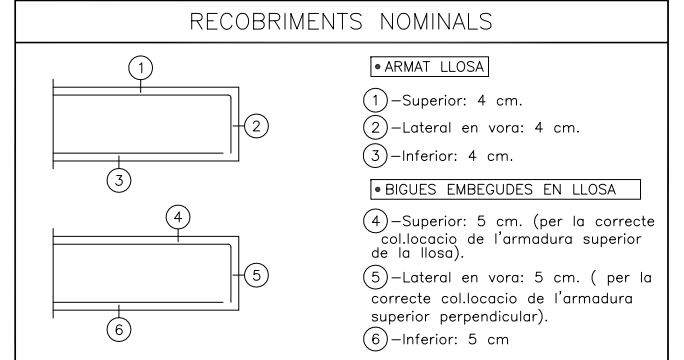 RECOBRIMENTS NOMINALS
1
2
3
• ARMAT LLOSA
1 -Superior: 4 cm.
2 -Lateral en vora: 4 cm.
3 -Inferior: 4 cm.
• BIGUES EMBEGUDES EN LLOSA
4
5
6
4 -Superior: 5 cm. (per la correcte
col.locacio de l'armadura superior
de la llosa).
5 -Lateral en vora: 5 cm. ( per la
correcte col.locacio de l'armadura
superior perpendicular).
6 -Inferior: 5 cm